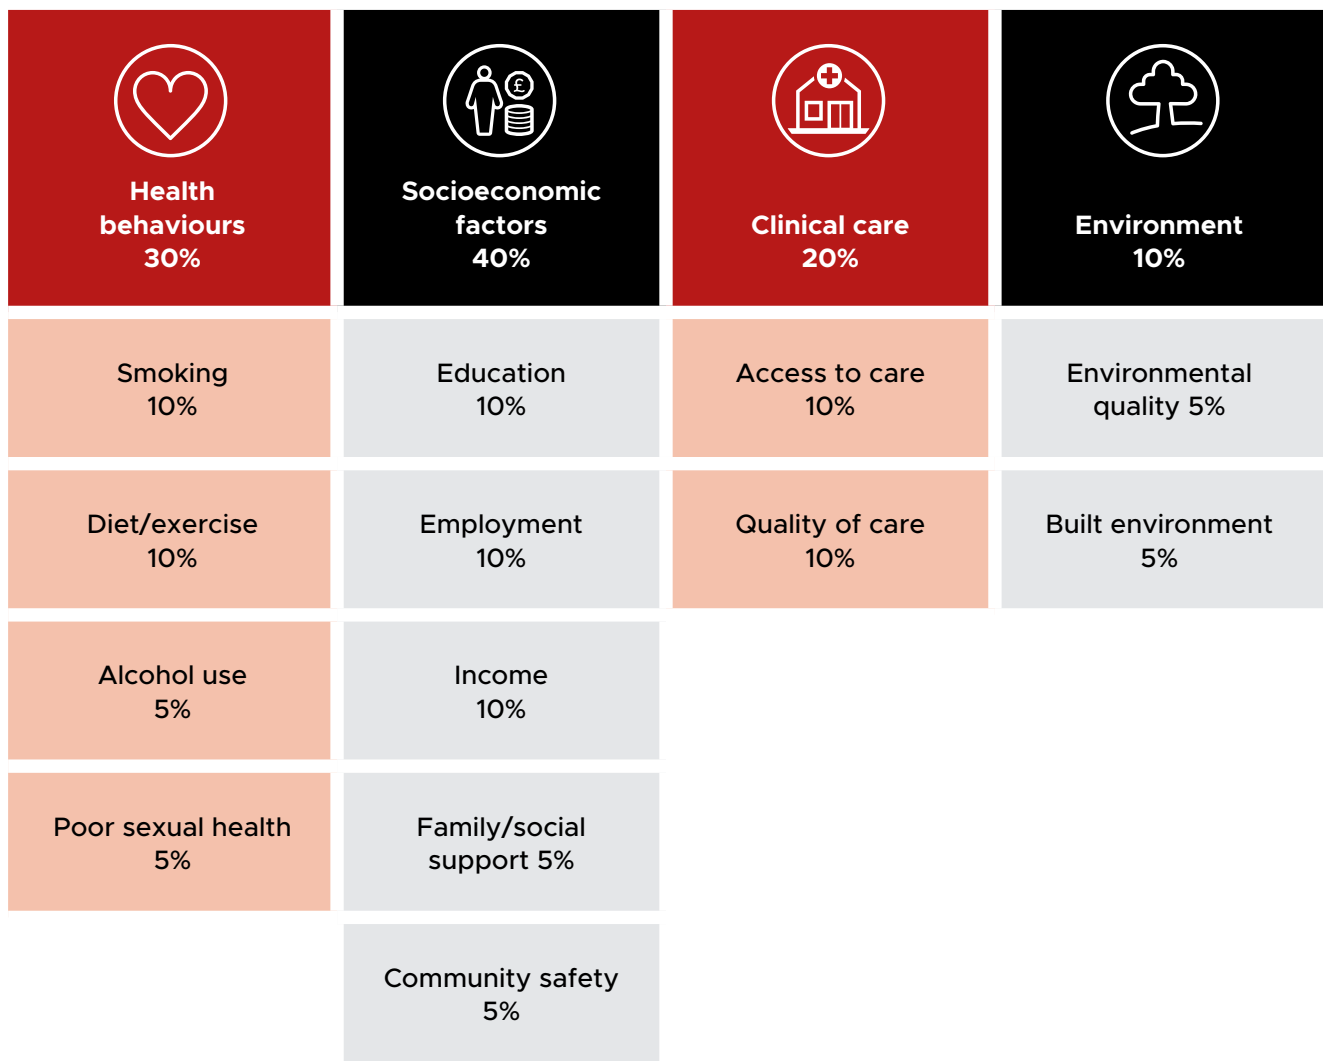 £
Health
behaviours
30%
Socioeconomic
factors
40%
Clinical care
20%
Environment
10%
Smoking
10%
Education
10%
Access to care
10%
Environmental
quality 5%
Diet/exercise
10%
Employment
10%
Quality of care
10%
Built environment
5%
Alcohol use
5%
Income
10%
Poor sexual health
5%
Family/social
support 5%
Community safety
5%